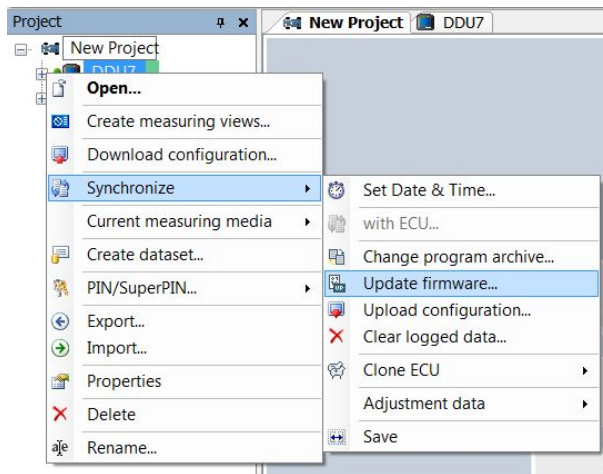 Project
New Project
DDU7
New Project
DDU7
Open...
Create measuring views...
Download configuration...
Synchronize
Current measuring media
Create dataset...
PIN/SuperPIN...
Export...
Import...
Properties
Delete
Rename...
Set Date & Time...
with ECU...
Change program archive...
Update firmware...
Upload configuration...
Clear logged data...
Clone ECU
Adjustment data
Save